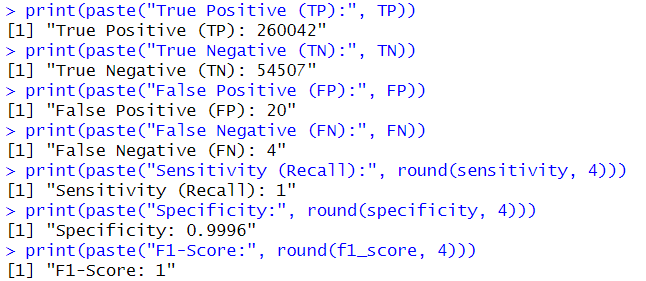 > print(paste("True Positive (TP):", TP))
[1] "True Positive (TP): 260042"
> print(paste("True Negative (TN):", TN))
[1] "True Negative (TN): 54507"
> print(paste("False Positive (FP):", FP))
[1] "False Positive (FP): 20"
> print(paste("False Negative (FN):", FN))
[1] "False Negative (FN): 4"
> print(paste("Sensitivity (Recall):", round(sensitivity, 4)))
[1] "Sensitivity (Recall): 1"
> print(paste("Specificity:", round(specificity, 4)))
[1] "Specificity: 0.9996"
> print(paste("F1-Score:", round(f1_score, 4)))
[1] "F1-Score: 1"